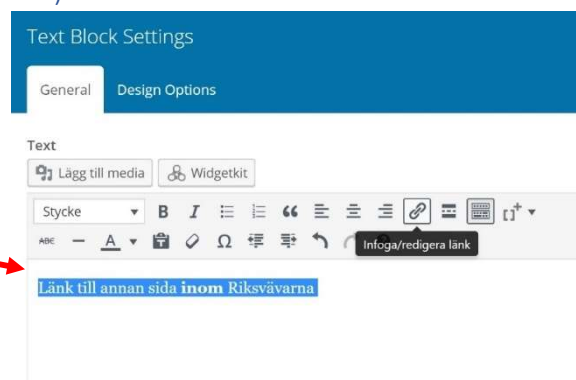 Text Block Settings
General Design Options
Text
Lägg till media Widgetkit
Stycke B I
ABC A Ω
Infoga/redigera länk
Länk till annan sida inom Riksvävarna